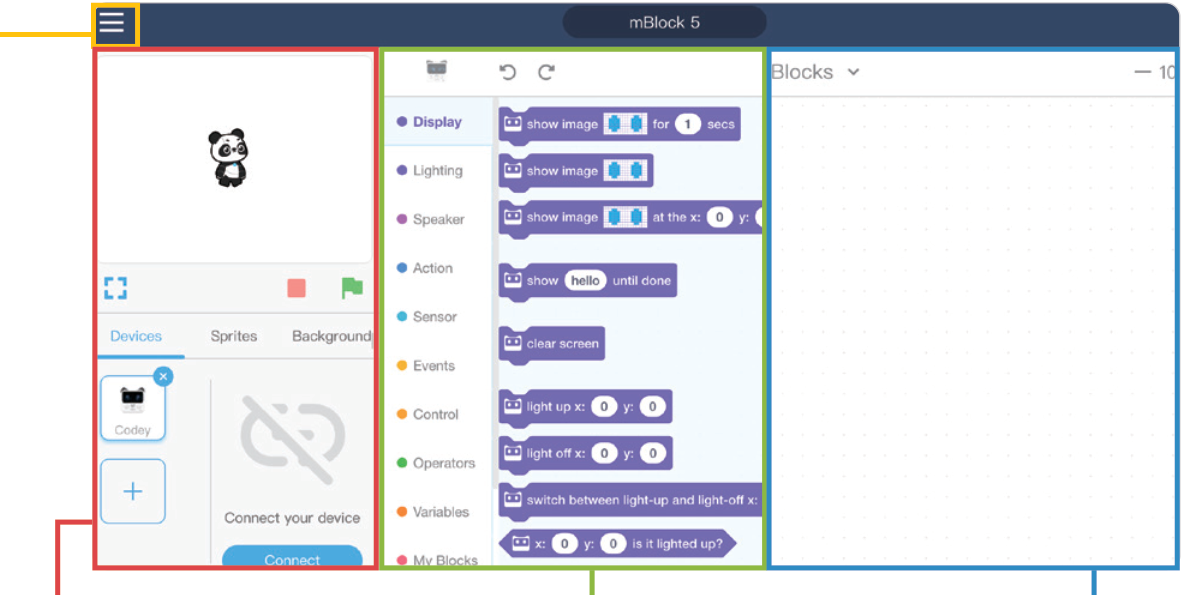 mBlock 5
Devices
Sprites
Background
Codey
+
Connect your device
Connect
Display
Lighting
Speaker
Action
Sensor
Events
Control
Operators
Variables
My Blocks
show image for 1 secs
show image
show image at the x: 0 y:
show hello until done
clear screen
light up x: 0 y: 0
light off x: 0 y: 0
switch between light-up and light-off x:
x: 0 y: 0 is it lighted up?
Blocks
— 10